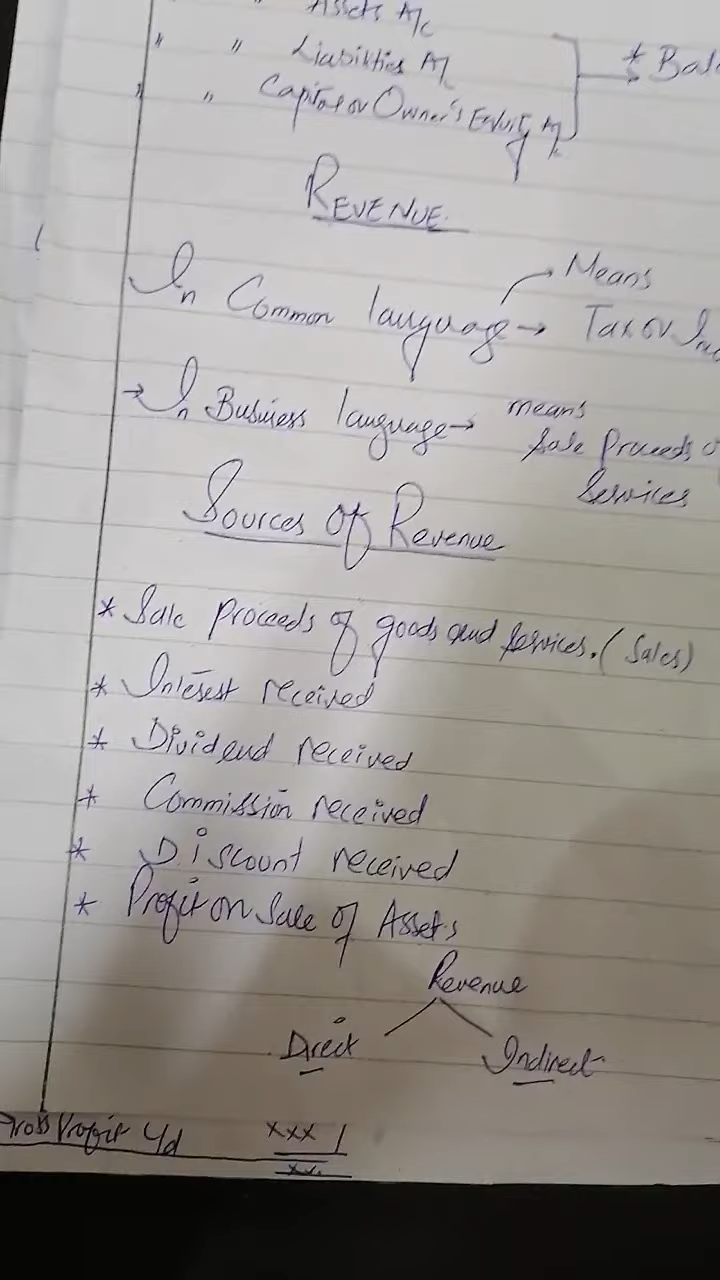 Assets A/c
" " Liabilities A/
" " Capital or Owner's Equity A/c
* Bal
REVENUE
Means
In Common language → Tax or Inc
means
→ In Business language → Sale Proceeds o
Services
Sources Of Revenue
* Sale Proceeds of goods and Services. (Sales)
* Interest received
* Dividend received
* Commission received
* Discount received
* Profit on Sale of Assets
Revenue
Direct Indirect
Gross Profit c/d xxx
xx